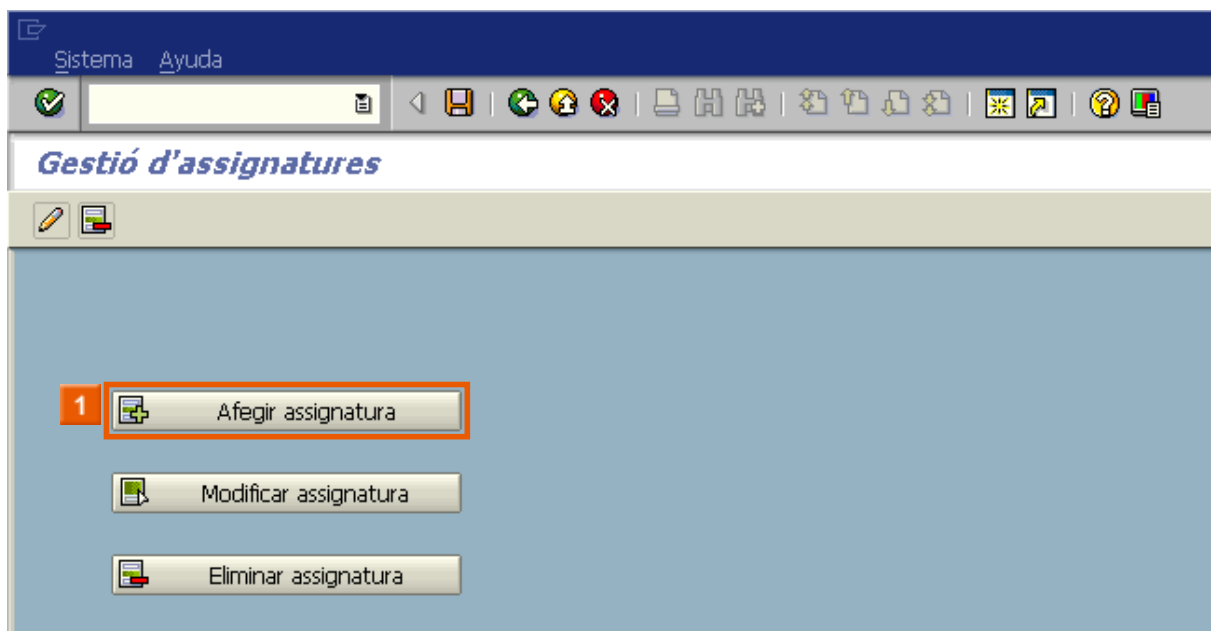 Sistema Ayuda
Gestió d'assignatures
1
Afegir assignatura
Modificar assignatura
Eliminar assignatura